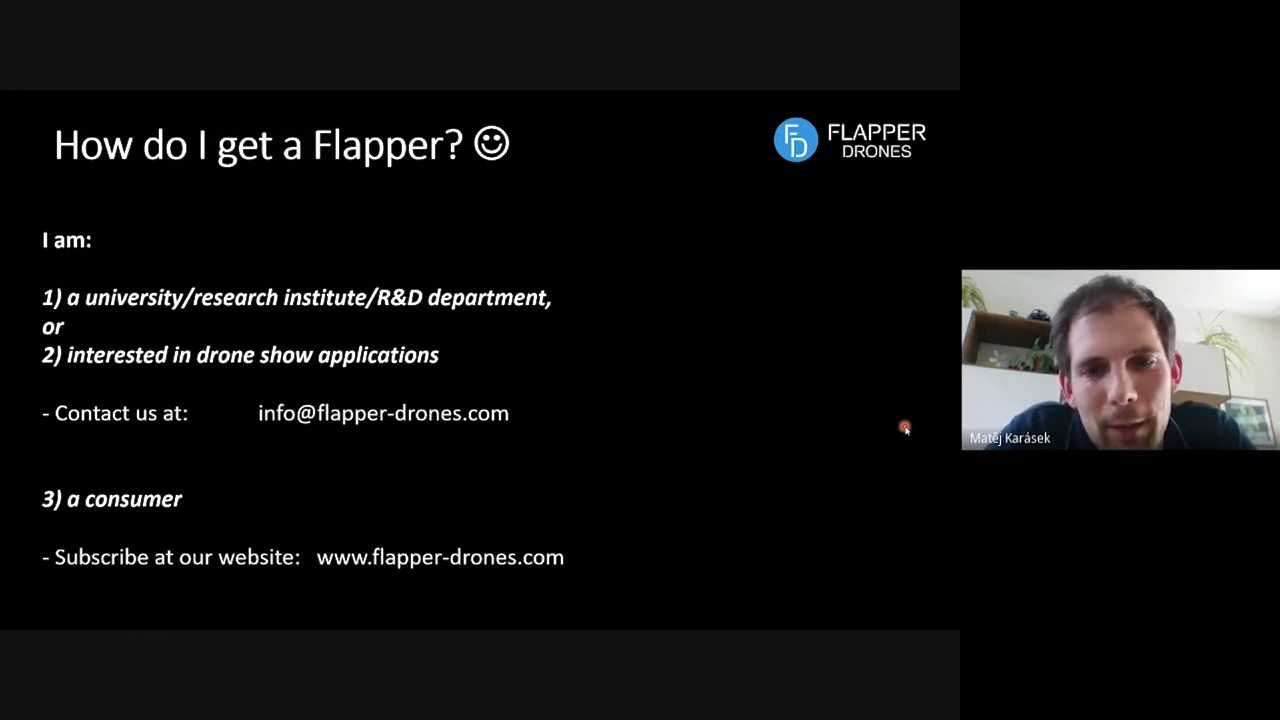 How do I get a Flapper? ☺
FD
FLAPPER
DRONES
I am:
1) a university/research institute/R&D department,
or
2) interested in drone show applications
- Contact us at: info@flapper-drones.com
3) a consumer
- Subscribe at our website: www.flapper-drones.com
Matěj Karásek